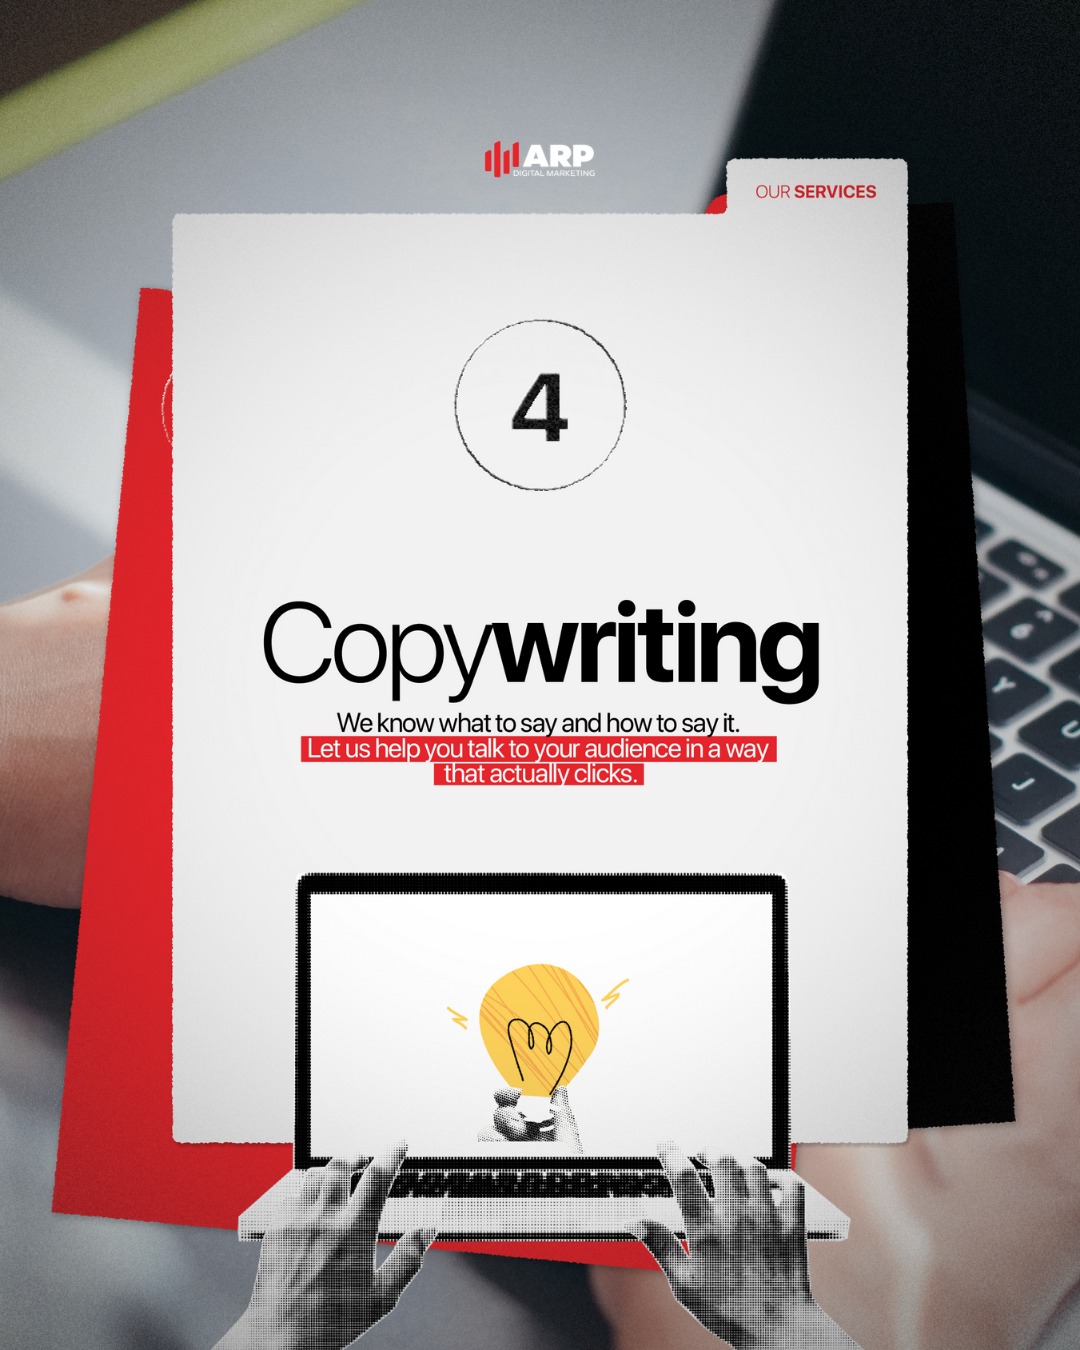 ARP
DIGITAL MARKETING
OUR SERVICES
4
Copywriting
We know what to say and how to say it.
Let us help you talk to your audience in a way
that actually clicks.
Y
J